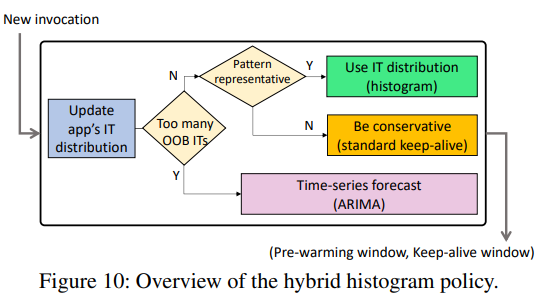 New invocation
Update
app's IT
distribution
N
Too many
OOB ITs
Y
Pattern
representative
Y
N
Use IT distribution
(histogram)
Be conservative
(standard keep-alive)
Time-series forecast
(ARIMA)
(Pre-warming window, Keep-alive window)
Figure 10: Overview of the hybrid histogram policy.